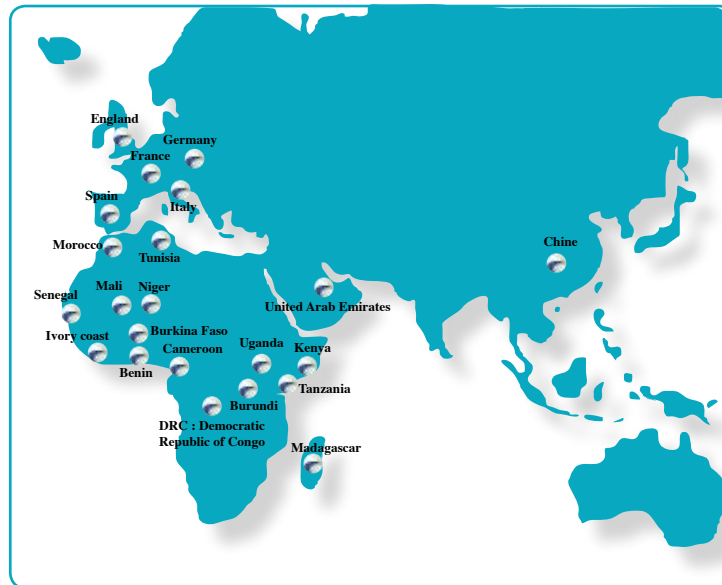 England
Germany
France
Spain
Italy
Morocco
Tunisia
Chine
Mali
Niger
Senegal
United Arab Emirates
Burkina Faso
Ivory coast
Cameroon
Uganda
Kenya
Benin
Tanzania
Burundi
DRC : Democratic
Republic of Congo
Madagascar